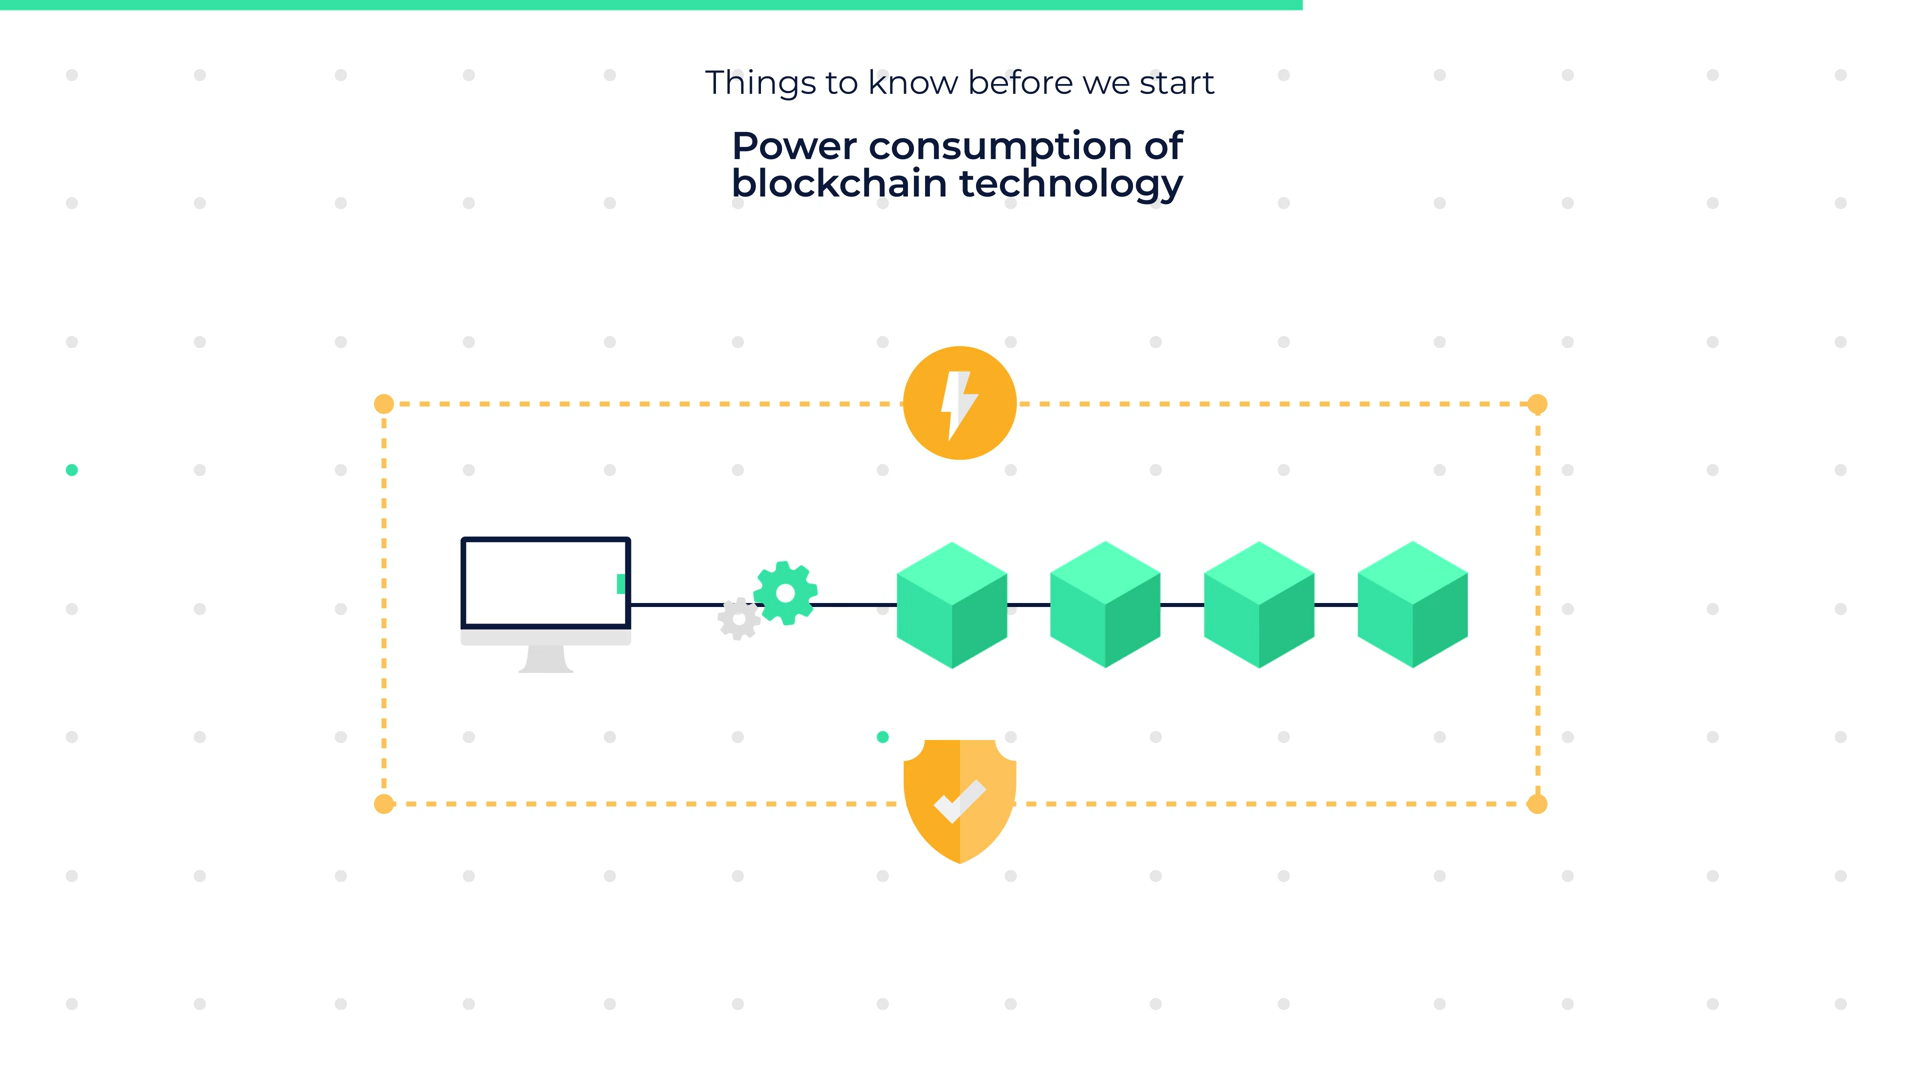 Things to know before we start
Power consumption of
blockchain technology